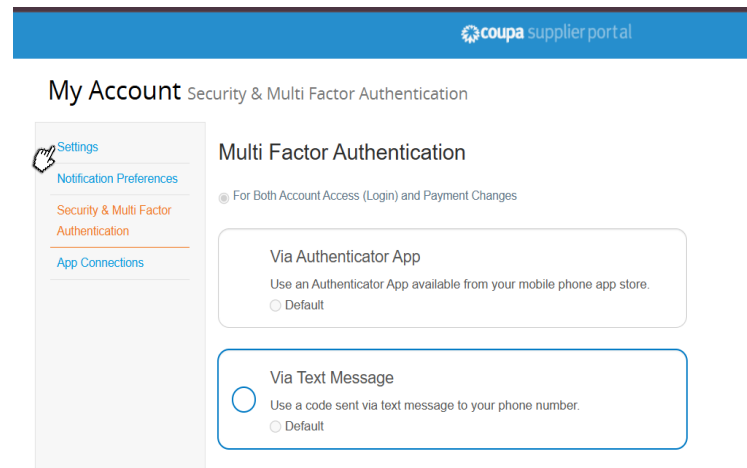 coupa supplier portal
My Account Security & Multi Factor Authentication
Settings
Notification Preferences
Security & Multi Factor
Authentication
App Connections
Multi Factor Authentication
For Both Account Access (Login) and Payment Changes
Via Authenticator App
Use an Authenticator App available from your mobile phone app store.
Default
Via Text Message
Use a code sent via text message to your phone number.
Default